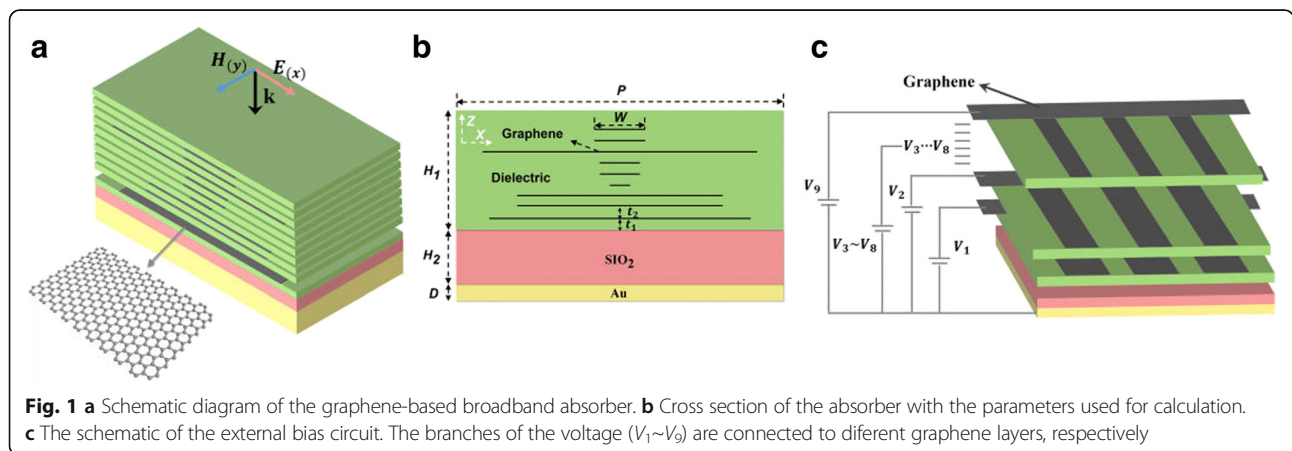 a
H(y)
E(x)
k
b
P
Z
X
W
Graphene
H1
Dielectric
t2
t1
H2
SIO2
D
Au
c
Graphene
V3⋯V8
V9
V2
V3~V8
V1
Fig. 1 a Schematic diagram of the graphene-based broadband absorber. b Cross section of the absorber with the parameters used for calculation.
c The schematic of the external bias circuit. The branches of the voltage (V1~V9) are connected to diferent graphene layers, respectively